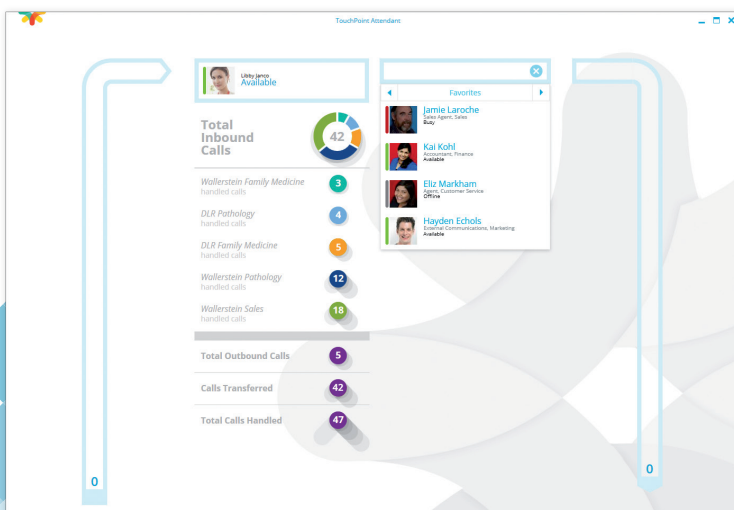 TouchPoint Attendant
Libby Janco
Available
Total
Inbound
Calls
42
Wallerstein Family Medicine
handled calls
3
DLR Pathology
handled calls
4
DLR Family Medicine
handled calls
5
Wallerstein Pathology
handled calls
12
Wallerstein Sales
handled calls
18
Total Outbound Calls
5
Calls Transferred
42
Total Calls Handled
47
Favorites
Jamie Laroche
Sales Agent, Sales
Busy
Kai Kohl
Accountant, Finance
Available
Eliz Markham
Agent, Customer Service
Offline
Hayden Echols
External Communications, Marketing
Available
0
0